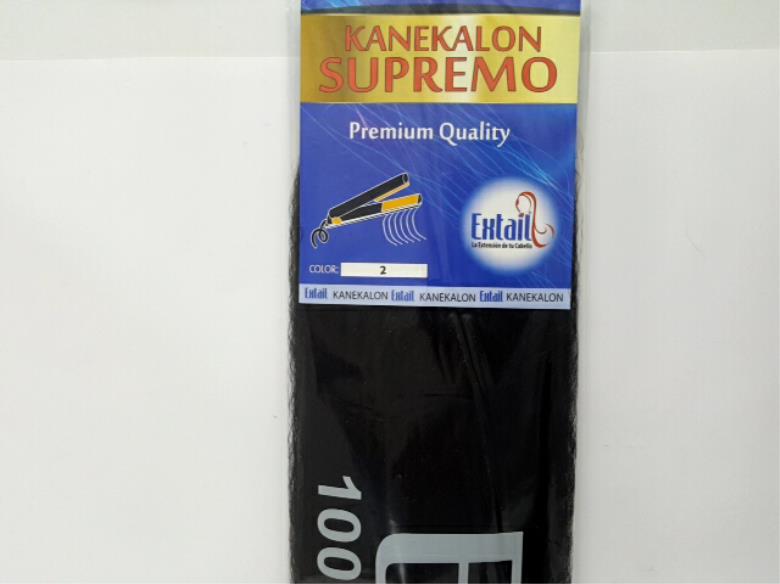 KANEKALON
SUPREMO
Premium Quality
Extail
La Extensión de tu Cabello
COLOR: 2
Extail KANEKALON Extail KANEKALON Extail KANEKALON
100
E